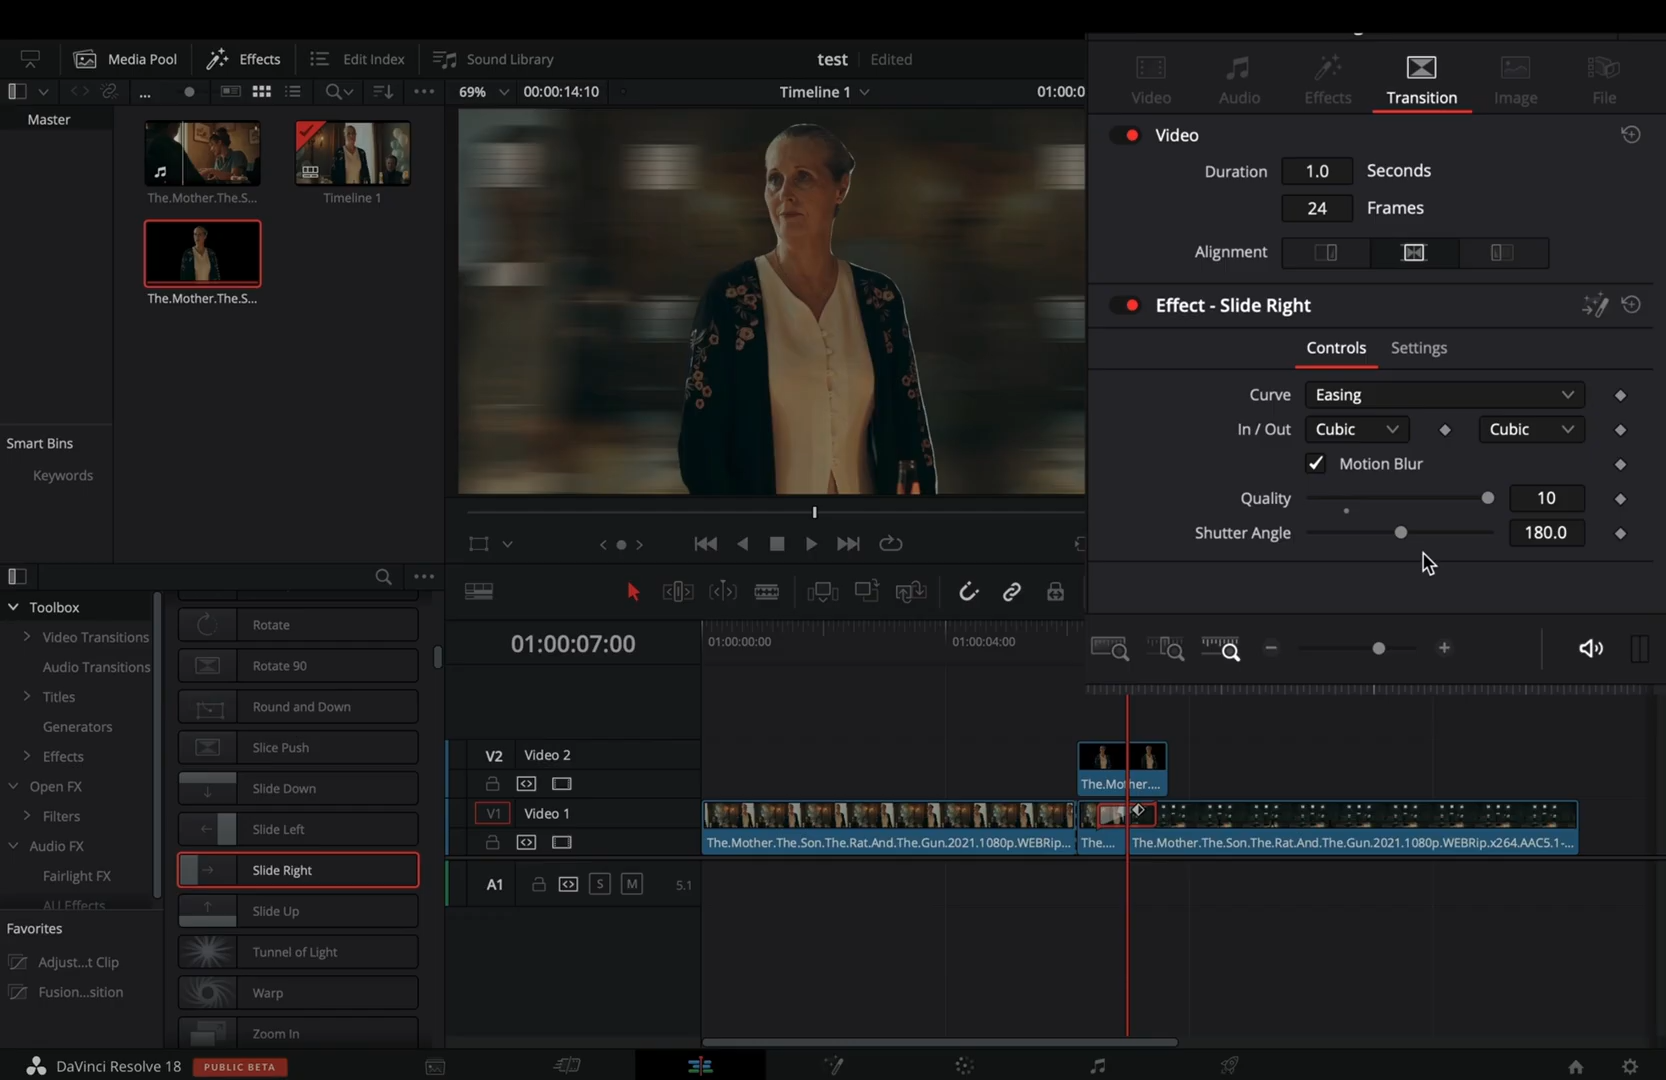 Media Pool
Effects
Edit Index
Sound Library
test
Edited
...
69%
00:00:14:10
Timeline 1
01:00:0
Master
The.Mother.The.S...
Timeline 1
The.Mother.The.S...
Smart Bins
Keywords
Video
Audio
Effects
Transition
Image
File
Video
Duration 1.0 Seconds
24 Frames
Alignment
Effect - Slide Right
Controls
Settings
Curve Easing
In / Out Cubic Cubic
Motion Blur
Quality 10
Shutter Angle 180.0
Toolbox
Video Transitions
Audio Transitions
Titles
Generators
Effects
Open FX
Filters
Audio FX
Fairlight FX
AU Effects
Favorites
Adjust...t Clip
Fusion...sition
Rotate
Rotate 90
Round and Down
Slice Push
Slide Down
Slide Left
Slide Right
Slide Up
Tunnel of Light
Warp
Zoom In
01:00:07:00
01:00:00:00
01:00:04:00
V2 Video 2
The.Mother....
V1 Video 1
The.Mother.The.Son.The.Rat.And.The.Gun.2021.1080p.WEBRip...
The....
The.Mother.The.Son.The.Rat.And.The.Gun.2021.1080p.WEBRip.x264.AAC5.1-...
A1 S M 5.1
DaVinci Resolve 18
PUBLIC BETA